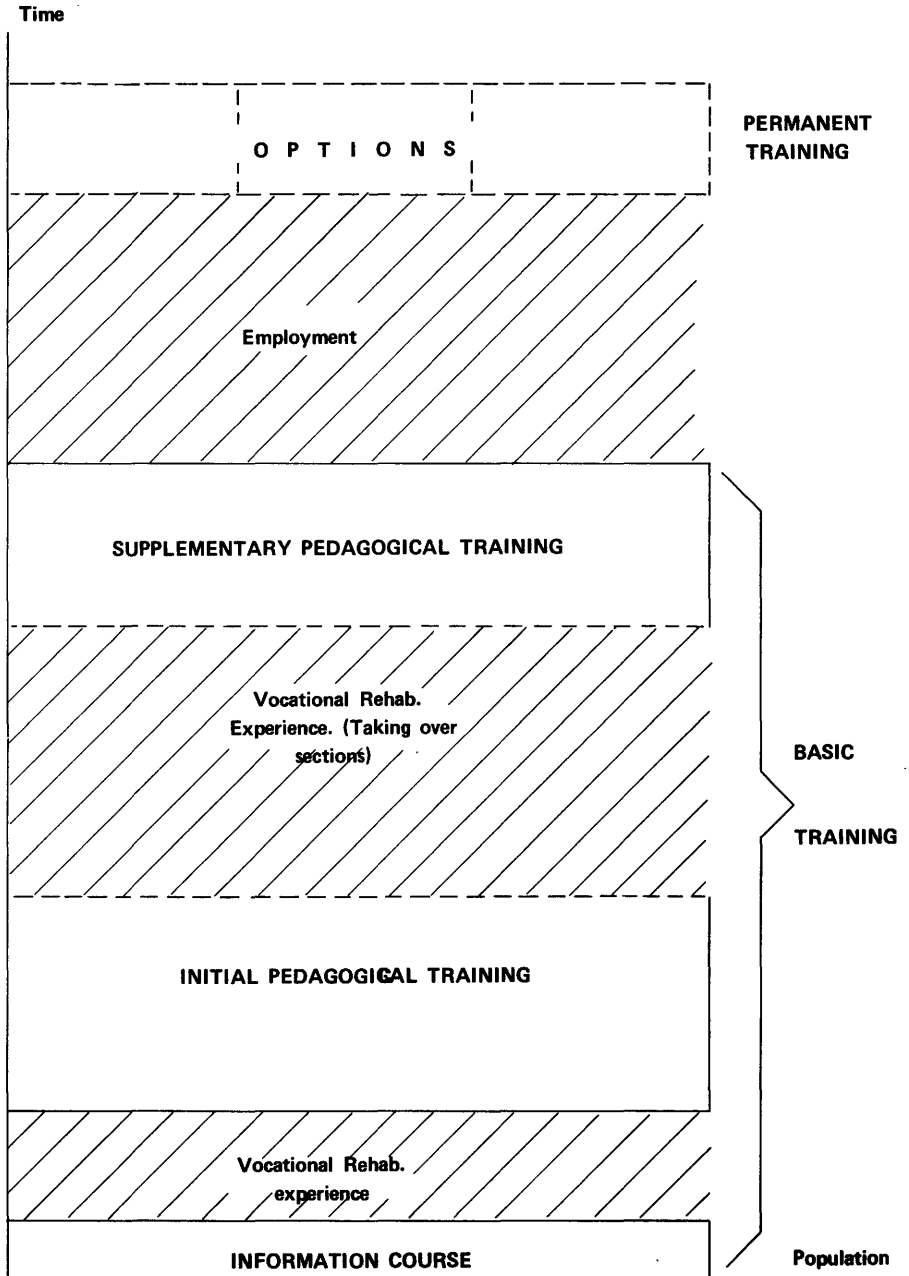 Time
PERMANENT
TRAINING
O P T I O N S
Employment
SUPPLEMENTARY PEDAGOGICAL TRAINING
Vocational Rehab.
Experience. (Taking over
sections)
BASIC
TRAINING
INITIAL PEDAGOGICAL TRAINING
Vocational Rehab.
experience
INFORMATION COURSE
Population